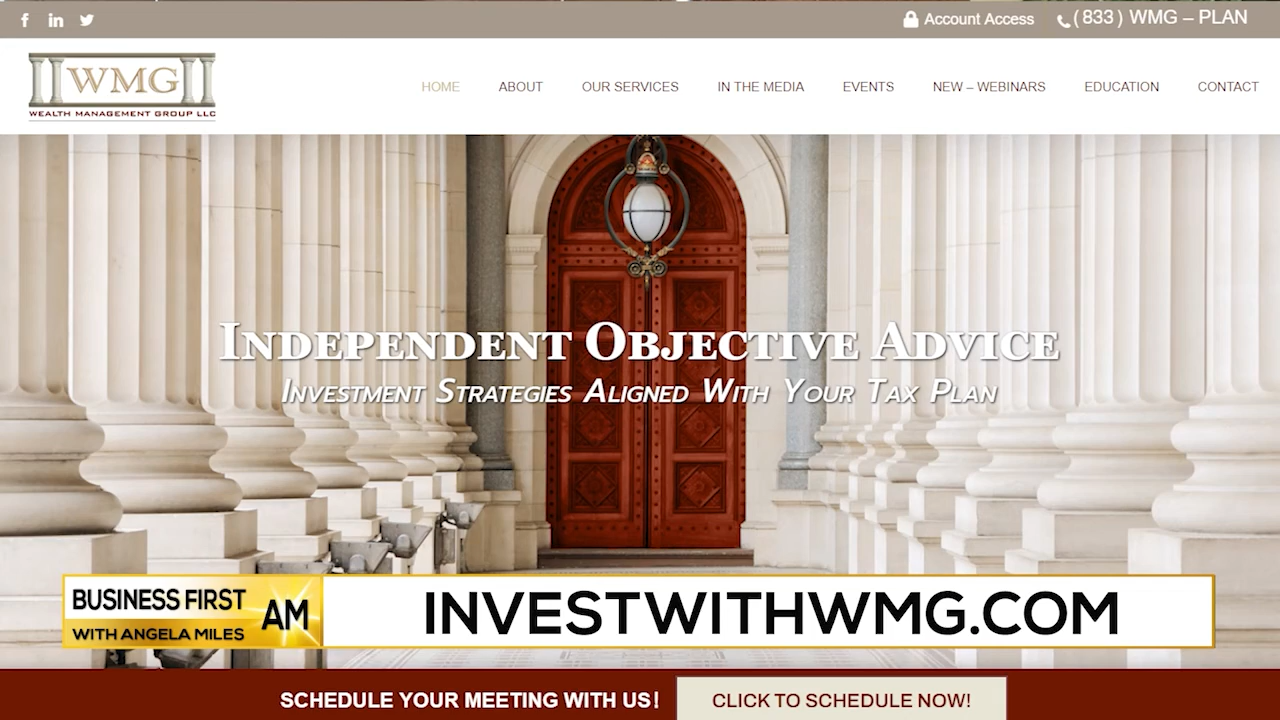 Account Access
(833) WMG – PLAN
WMG
WEALTH MANAGEMENT GROUP LLC
HOME ABOUT OUR SERVICES IN THE MEDIA EVENTS NEW – WEBINARS EDUCATION CONTACT
INDEPENDENT OBJECTIVE ADVICE
INVESTMENT STRATEGIES ALIGNED WITH YOUR TAX PLAN
BUSINESS FIRST AM
WITH ANGELA MILES
INVESTWITHWMG.COM
SCHEDULE YOUR MEETING WITH US!
CLICK TO SCHEDULE NOW!